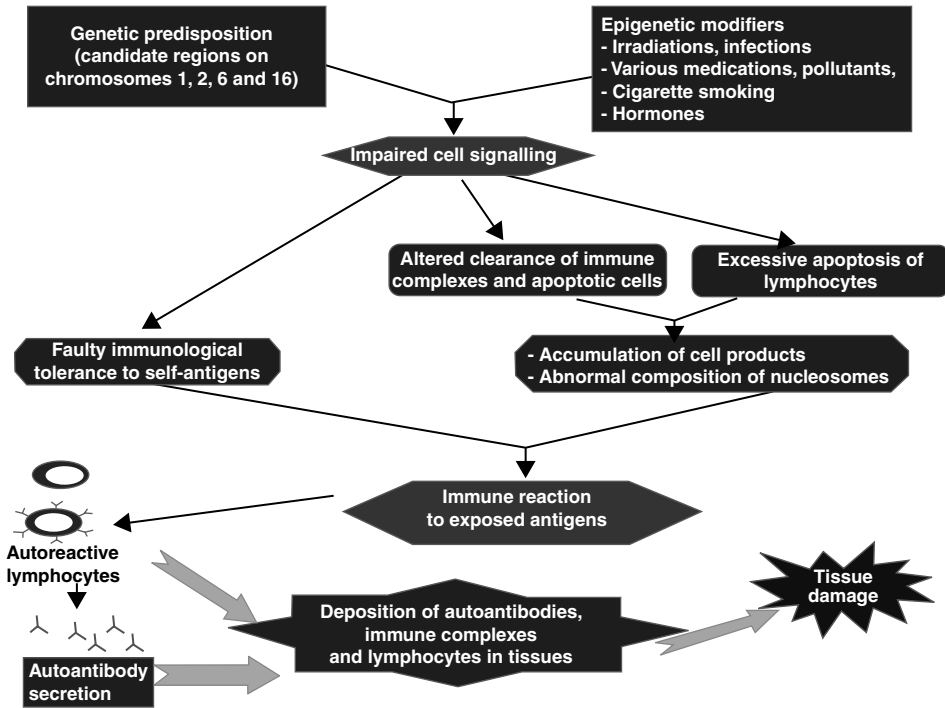 Genetic predisposition
(candidate regions on
chromosomes 1, 2, 6 and 16)
Epigenetic modifiers
- Irradiations, infections
- Various medications, pollutants,
- Cigarette smoking
- Hormones
Impaired cell signalling
Altered clearance of immune
complexes and apoptotic cells
Excessive apoptosis of
lymphocytes
Faulty immunological
tolerance to self-antigens
- Accumulation of cell products
- Abnormal composition of nucleosomes
Immune reaction
to exposed antigens
Autoreactive
lymphocytes
Deposition of autoantibodies,
immune complexes
and lymphocytes in tissues
Tissue
damage
Autoantibody
secretion